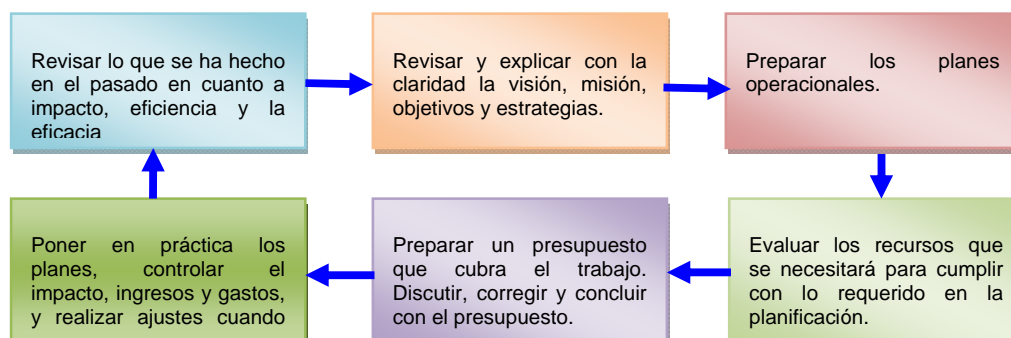 Revisar lo que se ha hecho
en el pasado en cuanto a
impacto, eficiencia y la
eficacia
Revisar y explicar con la
claridad la visión, misión,
objetivos y estrategias.
Preparar los planes
operacionales.
Evaluar los recursos que
se necesitará para cumplir
con lo requerido en la
planificación.
Preparar un presupuesto
que cubra el trabajo.
Discutir, corregir y concluir
con el presupuesto.
Poner en práctica los
planes, controlar el
impacto, ingresos y gastos,
y realizar ajustes cuando